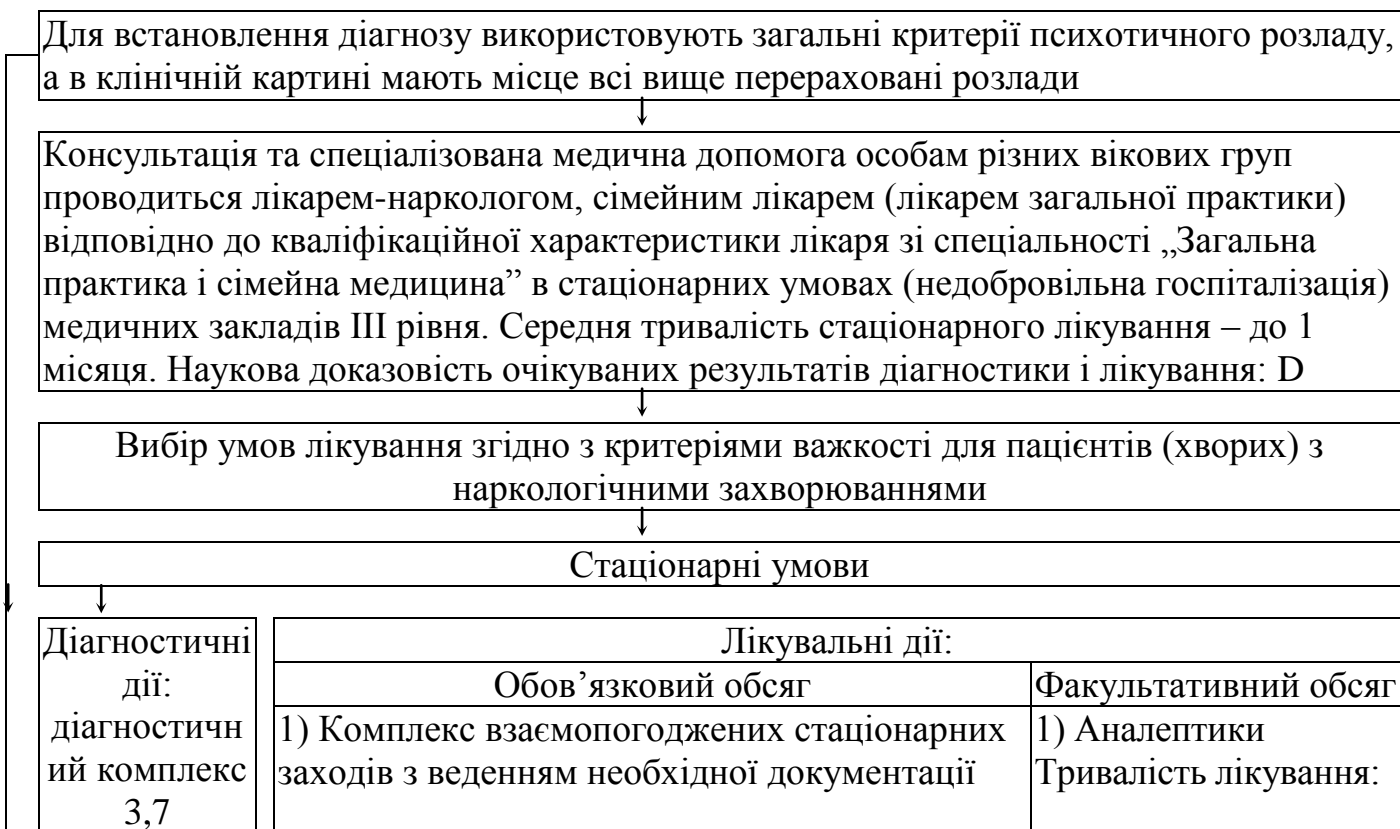 Для встановлення діагнозу використовують загальні критерії психотичного розладу,
а в клінічній картині мають місце всі вище перераховані розлади
Консультація та спеціалізована медична допомога особам різних вікових груп
проводиться лікарем-наркологом, сімейним лікарем (лікарем загальної практики)
відповідно до кваліфікаційної характеристики лікаря зі спеціальності „Загальна
практика і сімейна медицина” в стаціонарних умовах (недобровільна госпіталізація)
медичних закладів III рівня. Середня тривалість стаціонарного лікування – до 1
місяця. Наукова доказовість очікуваних результатів діагностики і лікування: D
Вибір умов лікування згідно з критеріями важкості для пацієнтів (хворих) з
наркологічними захворюваннями
Стаціонарні умови
Діагностичні
дії:
діагностичн
ий комплекс
3,7
Лікувальні дії:
Обов’язковий обсяг
1) Комплекс взаємопогоджених стаціонарних
заходів з веденням необхідної документації
Факультативний обсяг
1) Аналептики
Тривалість лікування: